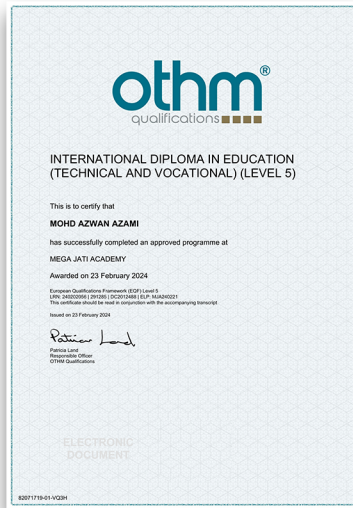 othm®
qualifications
INTERNATIONAL DIPLOMA IN EDUCATION
(TECHNICAL AND VOCATIONAL) (LEVEL 5)
This is to certify that
MOHD AZWAN AZAMI
has successfully completed an approved programme at
MEGA JATI ACADEMY
Awarded on 23 February 2024
European Qualifications Framework (EQF) Level 5
LRN: 240202056 | 291285 | DC2012488 | ELP: MJA240221
This certificate should be read in conjunction with the accompanying transcript
Issued on 23 February 2024
Patricia Land
Patricia Land
Responsible Officer
OTHM Qualifications
ELECTRONIC
DOCUMENT
82071719-01-VQ3H